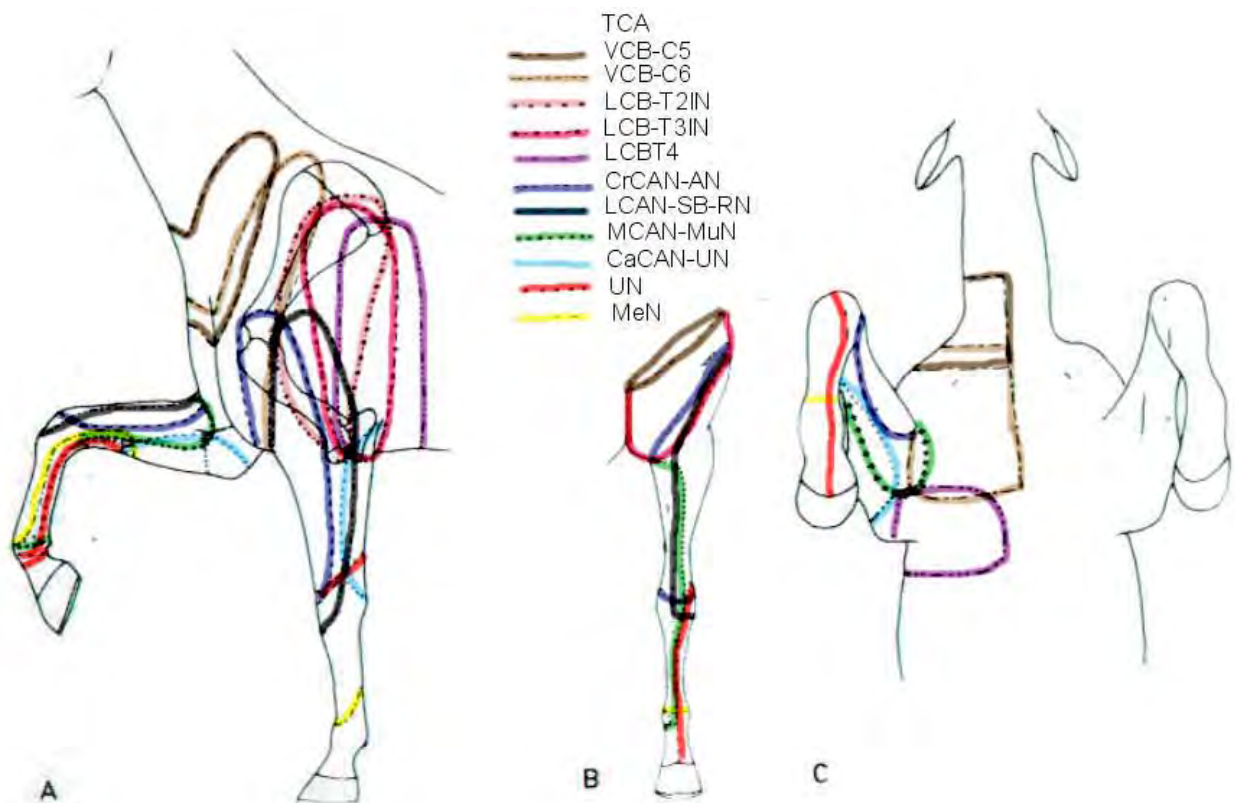 TCA
VCB-C5
VCB-C6
LCB-T2IN
LCB-T3IN
LCBT4
CrCAN-AN
LCAN-SB-RN
MCAN-MuN
CaCAN-UN
UN
MeN
A
B
C